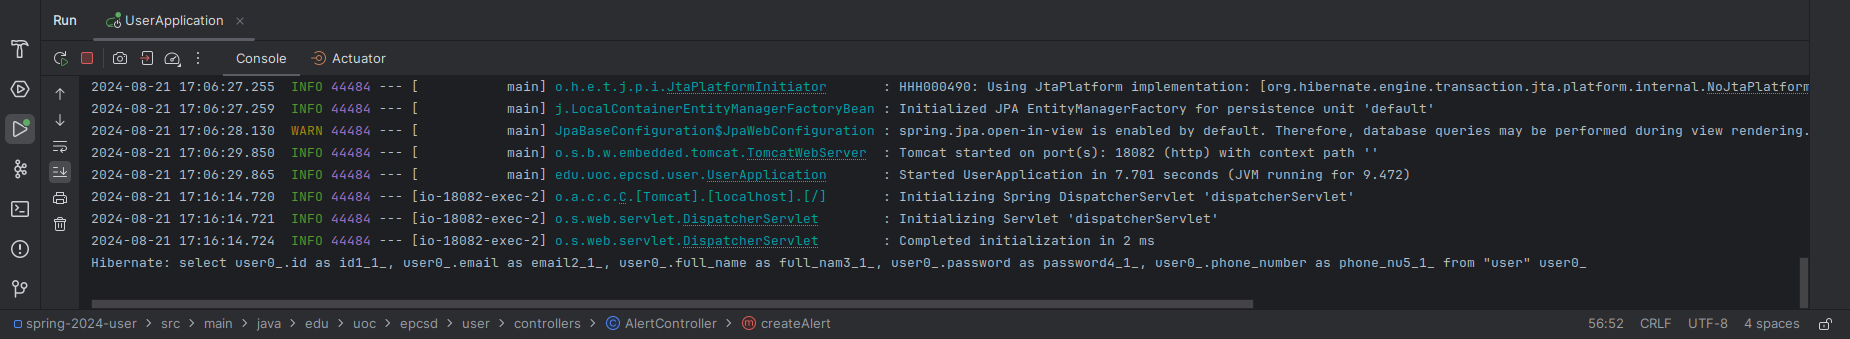 Run UserApplication ×
Console Actuator
2024-08-21 17:06:27.255 INFO 44484 --- [ main] o.h.e.t.j.p.i.JtaPlatformInitiator : HHH000490: Using JtaPlatform implementation: [org.hibernate.engine.transaction.jta.platform.internal.NoJtaPlatform
2024-08-21 17:06:27.259 INFO 44484 --- [ main] j.LocalContainerEntityManagerFactoryBean : Initialized JPA EntityManagerFactory for persistence unit 'default'
2024-08-21 17:06:28.130 WARN 44484 --- [ main] JpaBaseConfiguration$JpaWebConfiguration : spring.jpa.open-in-view is enabled by default. Therefore, database queries may be performed during view rendering.
2024-08-21 17:06:29.850 INFO 44484 --- [ main] o.s.b.w.embedded.tomcat.TomcatWebServer : Tomcat started on port(s): 18082 (http) with context path ''
2024-08-21 17:06:29.865 INFO 44484 --- [ main] edu.uoc.epcsd.user.UserApplication : Started UserApplication in 7.701 seconds (JVM running for 9.472)
2024-08-21 17:16:14.720 INFO 44484 --- [io-18082-exec-2] o.a.c.c.C.[Tomcat].[localhost].[/] : Initializing Spring DispatcherServlet 'dispatcherServlet'
2024-08-21 17:16:14.721 INFO 44484 --- [io-18082-exec-2] o.s.web.servlet.DispatcherServlet : Initializing Servlet 'dispatcherServlet'
2024-08-21 17:16:14.724 INFO 44484 --- [io-18082-exec-2] o.s.web.servlet.DispatcherServlet : Completed initialization in 2 ms
Hibernate: select user0_.id as id1_1_, user0_.email as email2_1_, user0_.full_name as full_nam3_1_, user0_.password as password4_1_, user0_.phone_number as phone_nu5_1_ from "user" user0_
spring-2024-user > src > main > java > edu > uoc > epcsd > user > controllers > AlertController > createAlert 56:52 CRLF UTF-8 4 spaces